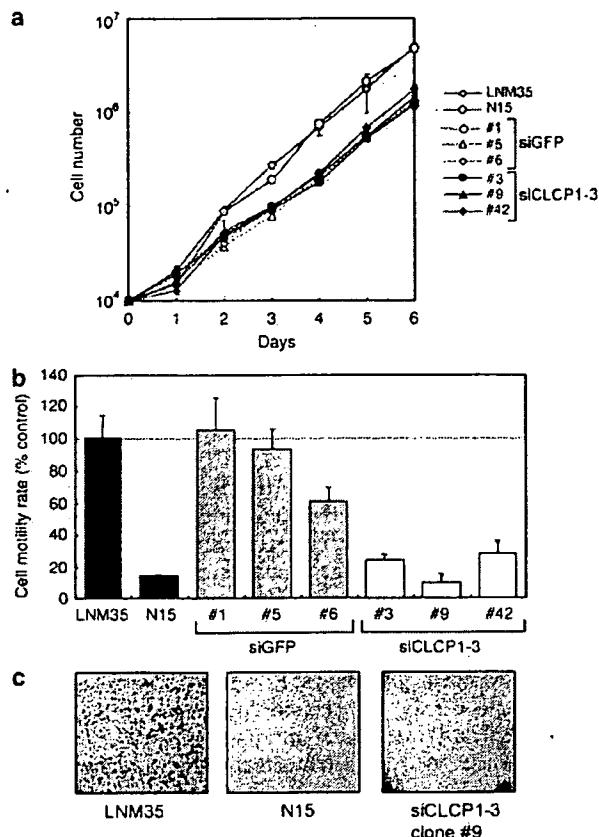 a
Cell number
10^7
10^6
10^5
10^4
0 1 2 3 4 5 6
Days
LNM35
N15
#1
#5
#6
siGFP
#3
#9
#42
siCLCP1-3
b
Cell motility rate (% control)
140
120
100
80
60
40
20
0
LNM35 N15 #1 #5 #6 #3 #9 #42
siGFP siCLCP1-3
c
LNM35 N15 siCLCP1-3
clone #9